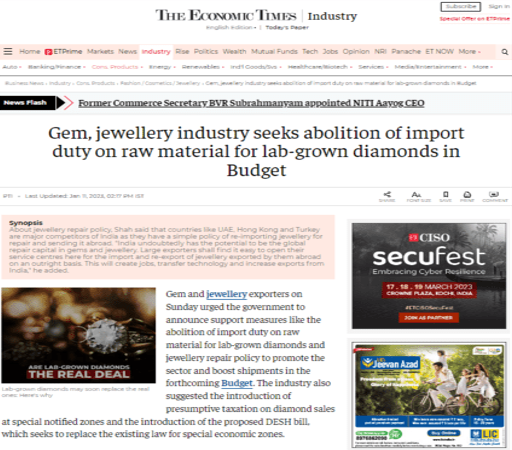 Subscribe Sign In
THE ECONOMIC TIMES | Industry
English Edition | Today's Paper
Special Offer on ETPrime
Home ETPrime Markets News Industry Rise Politics Wealth Mutual Funds Tech Jobs Opinion NRI Panache ET NOW More
Auto Banking/Finance Cons. Products Energy Renewables Ind'l Goods/Svs Healthcare/Biotech Services Media/Entertainment More
Business News › Industry › Cons. Products › Fashion / Cosmetics / Jewellery › Gem, jewellery industry seeks abolition of import duty on raw material for lab-grown diamonds in Budget
News Flash Former Commerce Secretary BVR Subrahmanyam appointed NITI Aayog CEO
Gem, jewellery industry seeks abolition of import
duty on raw material for lab-grown diamonds in
Budget
PTI • Last Updated: Jan 11, 2023, 02:17 PM IST
SHARE FONT SIZE SAVE PRINT COMMENT
Synopsis
About jewellery repair policy, Shah said that countries like UAE, Hong Kong and Turkey
are major competitors of India as they have a simple policy of re-importing jewellery for
repair and sending it abroad. "India undoubtedly has the potential to be the global
repair capital in gems and jewellery. Large exporters shall find it easy to open their
service centres here for the import and re-export of jewellery exported by them abroad
on an outright basis. This will create jobs, transfer technology and increase exports from
India," he added.
ARE LAB-GROWN DIAMONDS
THE REAL DEAL
Lab-grown diamonds may soon replace the real
ones. Here's why
Gem and jewellery exporters on
Sunday urged the government to
announce support measures like the
abolition of import duty on raw
material for lab-grown diamonds and
jewellery repair policy to promote the
sector and boost shipments in the
forthcoming Budget. The industry also
suggested the introduction of
presumptive taxation on diamond sales
at special notified zones and the introduction of the proposed DESH bill,
which seeks to replace the existing law for special economic zones.
ET CISO
secufest
Embracing Cyber Resilience
17 - 18 - 19 MARCH 2023
CROWNE PLAZA, KOCHI, INDIA
#ETCISOSecuFest
JOIN AS PARTNER
Jeevan Azad
Buy Online
LIC